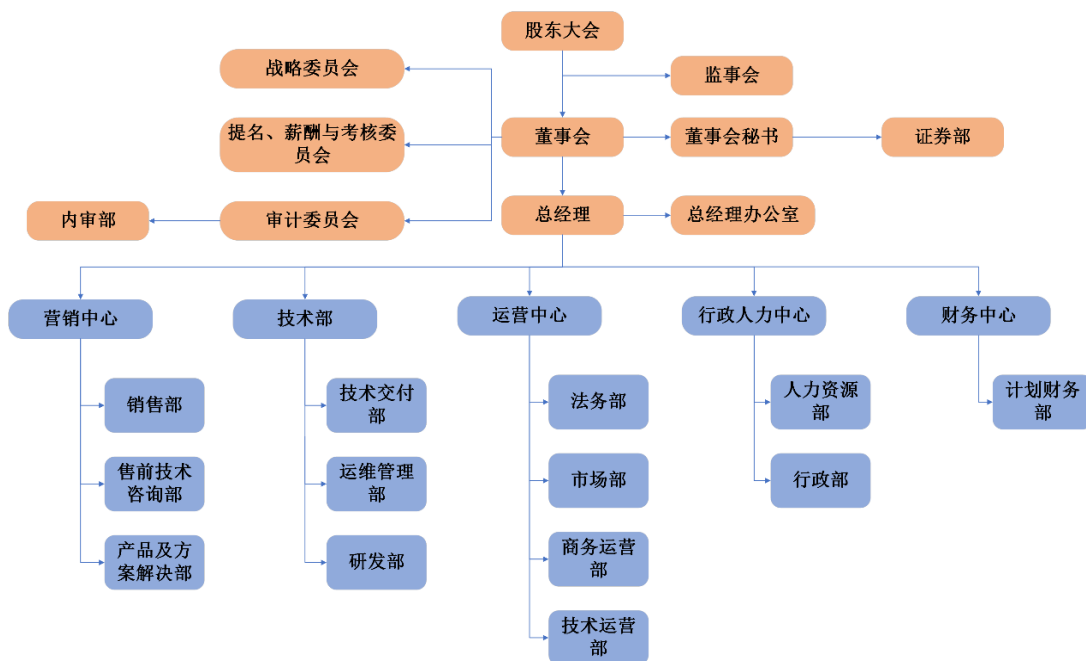 股东大会
战略委员会
监事会
提名、薪酬与考核委
员会
董事会
董事会秘书
证券部
内审部
审计委员会
总经理
总经理办公室
营销中心
技术部
运营中心
行政人力中心
财务中心
销售部
技术交付
部
法务部
人力资源
部
计划财务
部
售前技术
咨询部
运维管理
部
市场部
行政部
产品及方
案解决部
研发部
商务运营
部
技术运营
部